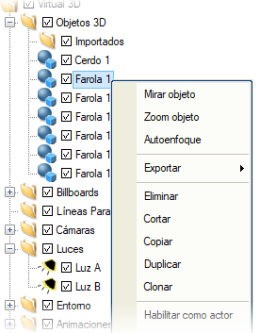 Virtual 3D
Objetos 3D
Importados
Cerdo 1
Farola 1
Farola 1
Farola 1
Farola 1
Farola 1
Farola 1
Billboards
Líneas Para
Cámaras
Luces
Luz A
Luz B
Entorno
Animaciones
Mirar objeto
Zoom objeto
Autoenfoque
Exportar
Eliminar
Cortar
Copiar
Duplicar
Clonar
Habilitar como actor